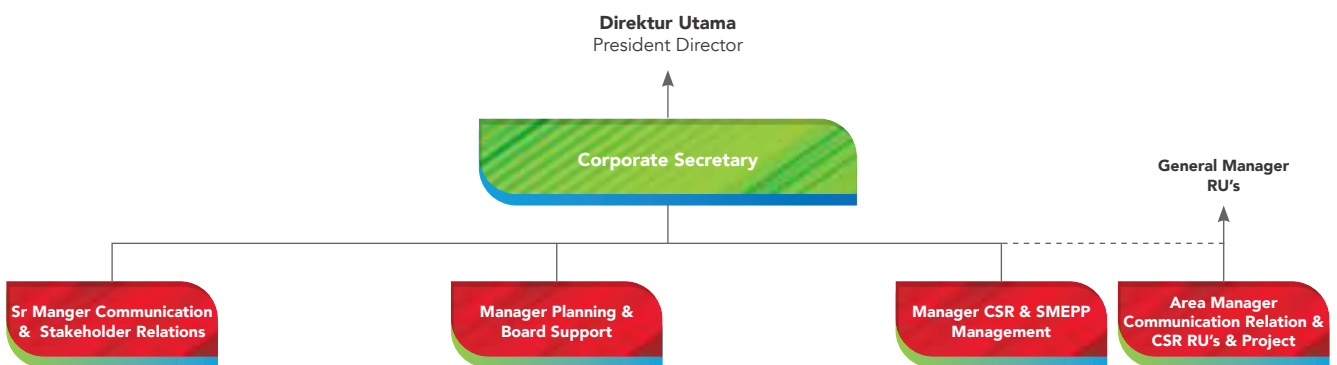 Direktur Utama
President Director
Corporate Secretary
General Manager
RU's
Sr Manger Communication
& Stakeholder Relations
Manager Planning &
Board Support
Manager CSR & SMEPP
Management
Area Manager
Communication Relation &
CSR RU's & Project